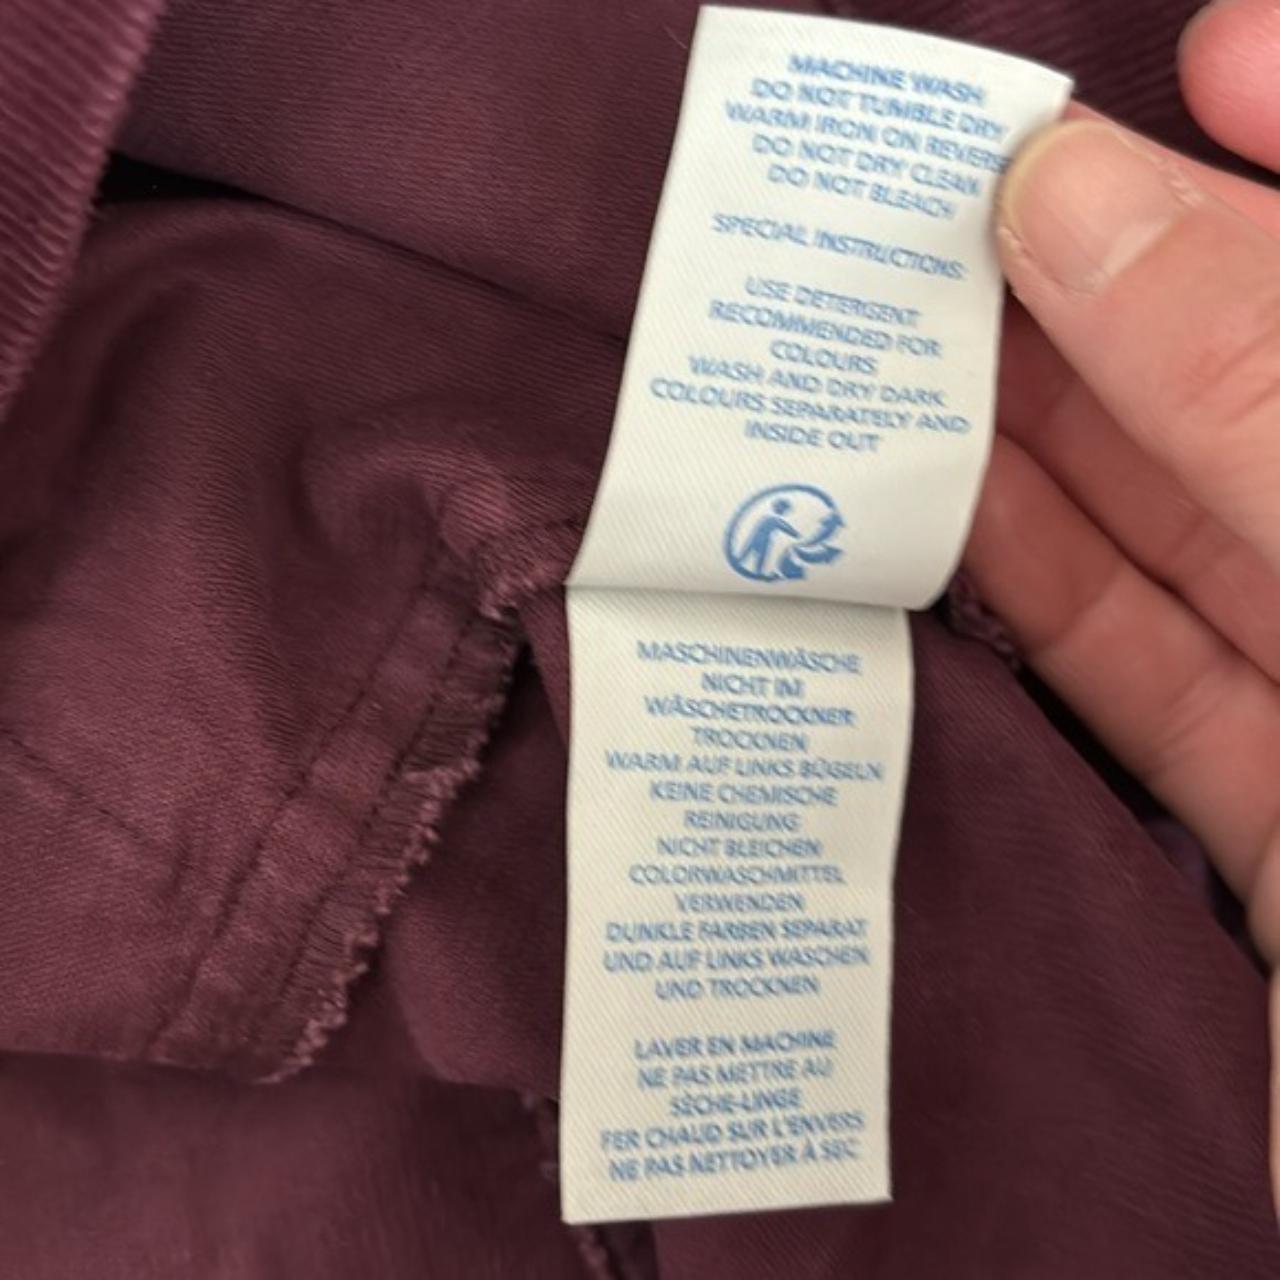 MACHINE WASH
DO NOT TUMBLE DRY
WARM IRON ON REVERSE
DO NOT DRY CLEAN
DO NOT BLEACH
SPECIAL INSTRUCTIONS:
USE DETERGENT
RECOMMENDED FOR
COLOURS
WASH AND DRY DARK
COLOURS SEPARATELY AND
INSIDE OUT
MASCHINENWÄSCHE
NICHT IM
WÄSCHETROCKNER
TROCKNEN
WARM AUF LINKS BÜGELN
KEINE CHEMISCHE
REINIGUNG
NICHT BLEICHEN
COLORWASCHMITTEL
VERWENDEN
DUNKLE FARBEN SEPARAT
UND AUF LINKS WASCHEN
UND TROCKNEN
LAVER EN MACHINE
NE PAS METTRE AU
SÈCHE-LINGE
FER CHAUD SUR L'ENVERS
NE PAS NETTOYER À SEC